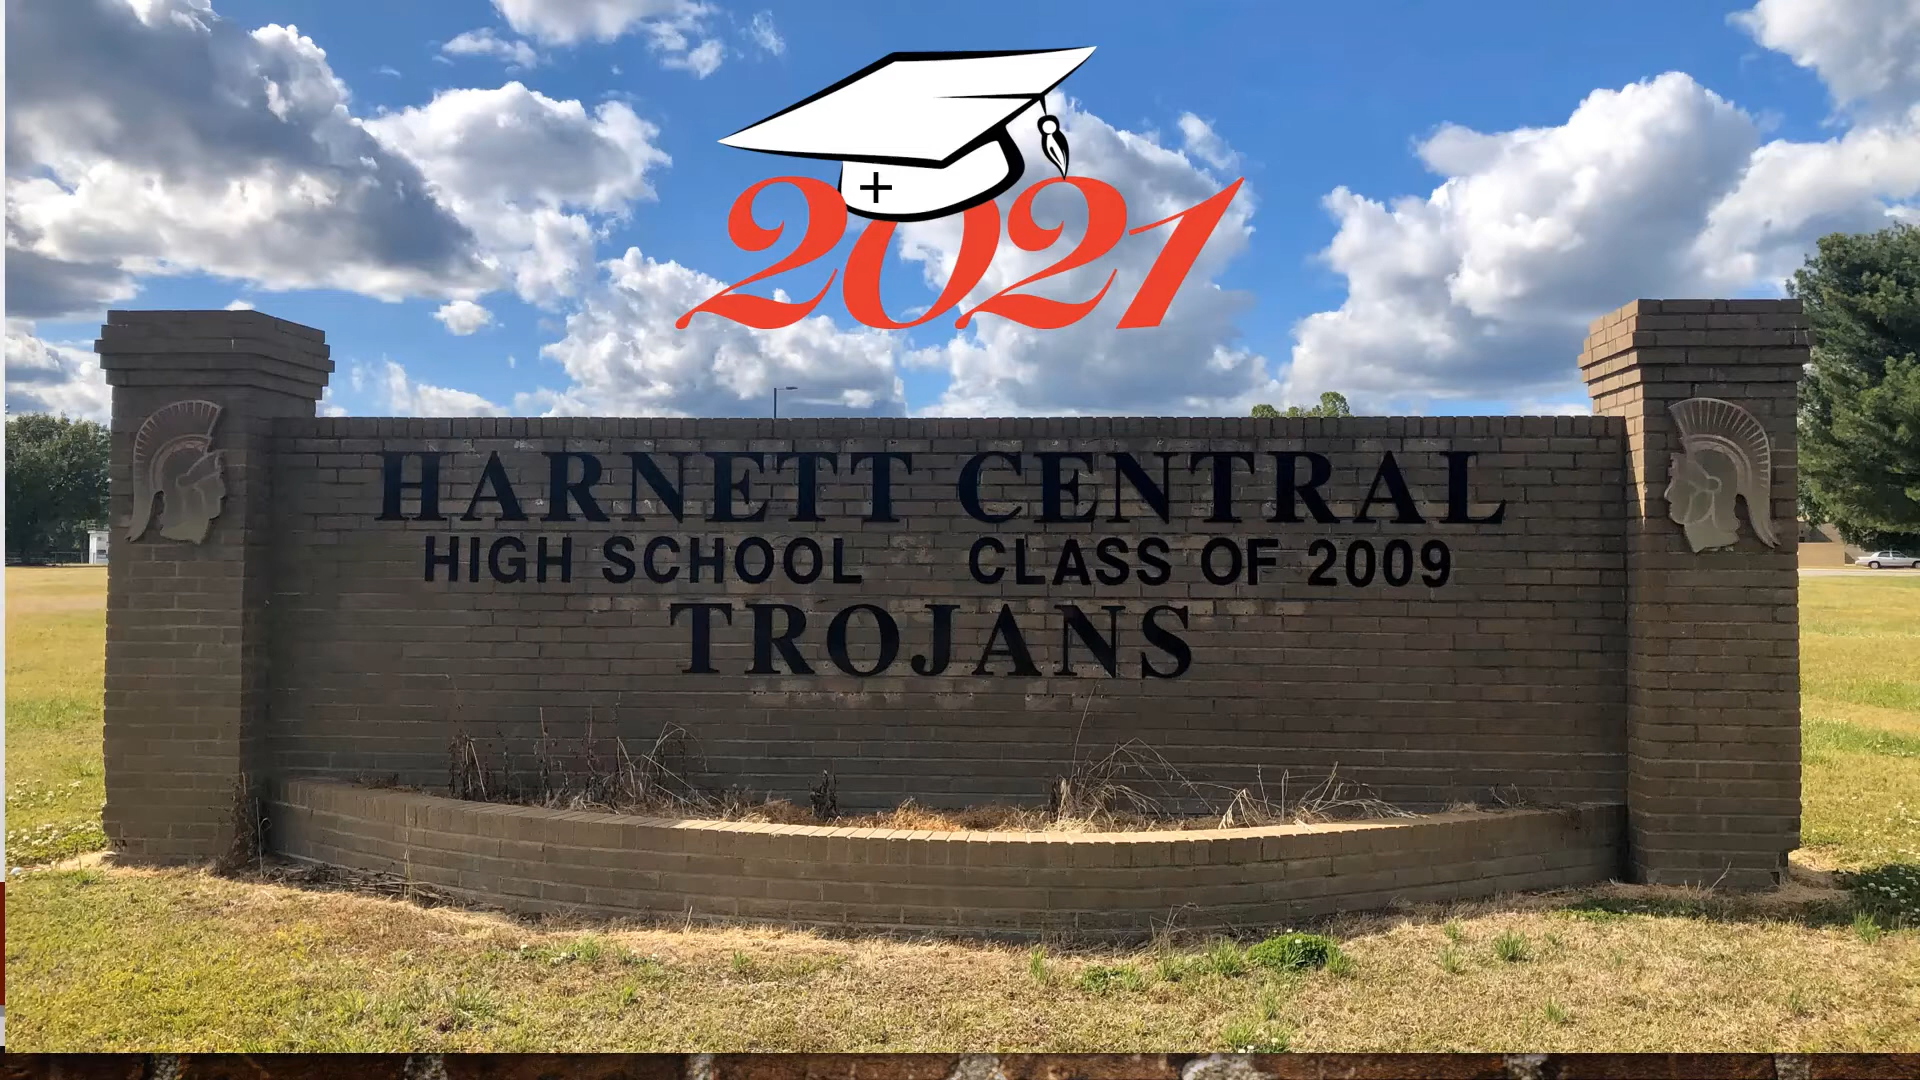 2021
HARNETT CENTRAL
HIGH SCHOOL CLASS OF 2009
TROJANS